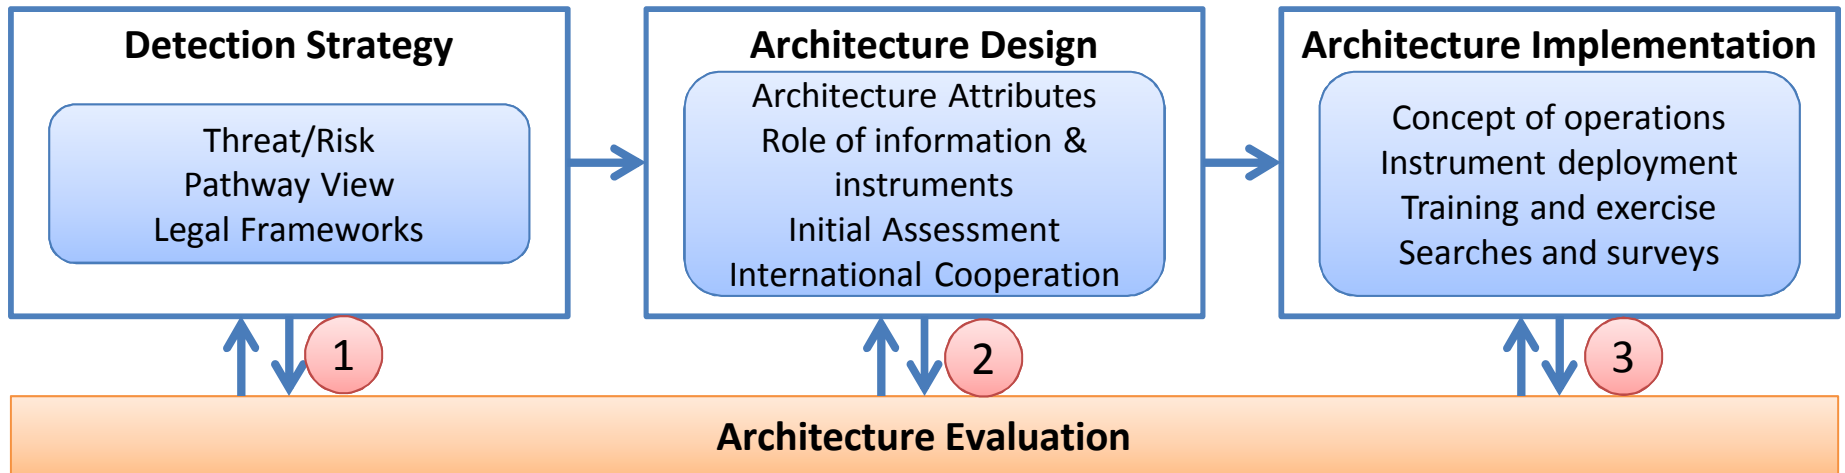 Detection Strategy
Threat/Risk
Pathway View
Legal Frameworks
Architecture Design
Architecture Attributes
Role of information &
instruments
Initial Assessment
International Cooperation
Architecture Implementation
Concept of operations
Instrument deployment
Training and exercise
Searches and surveys
1
2
3
Architecture Evaluation